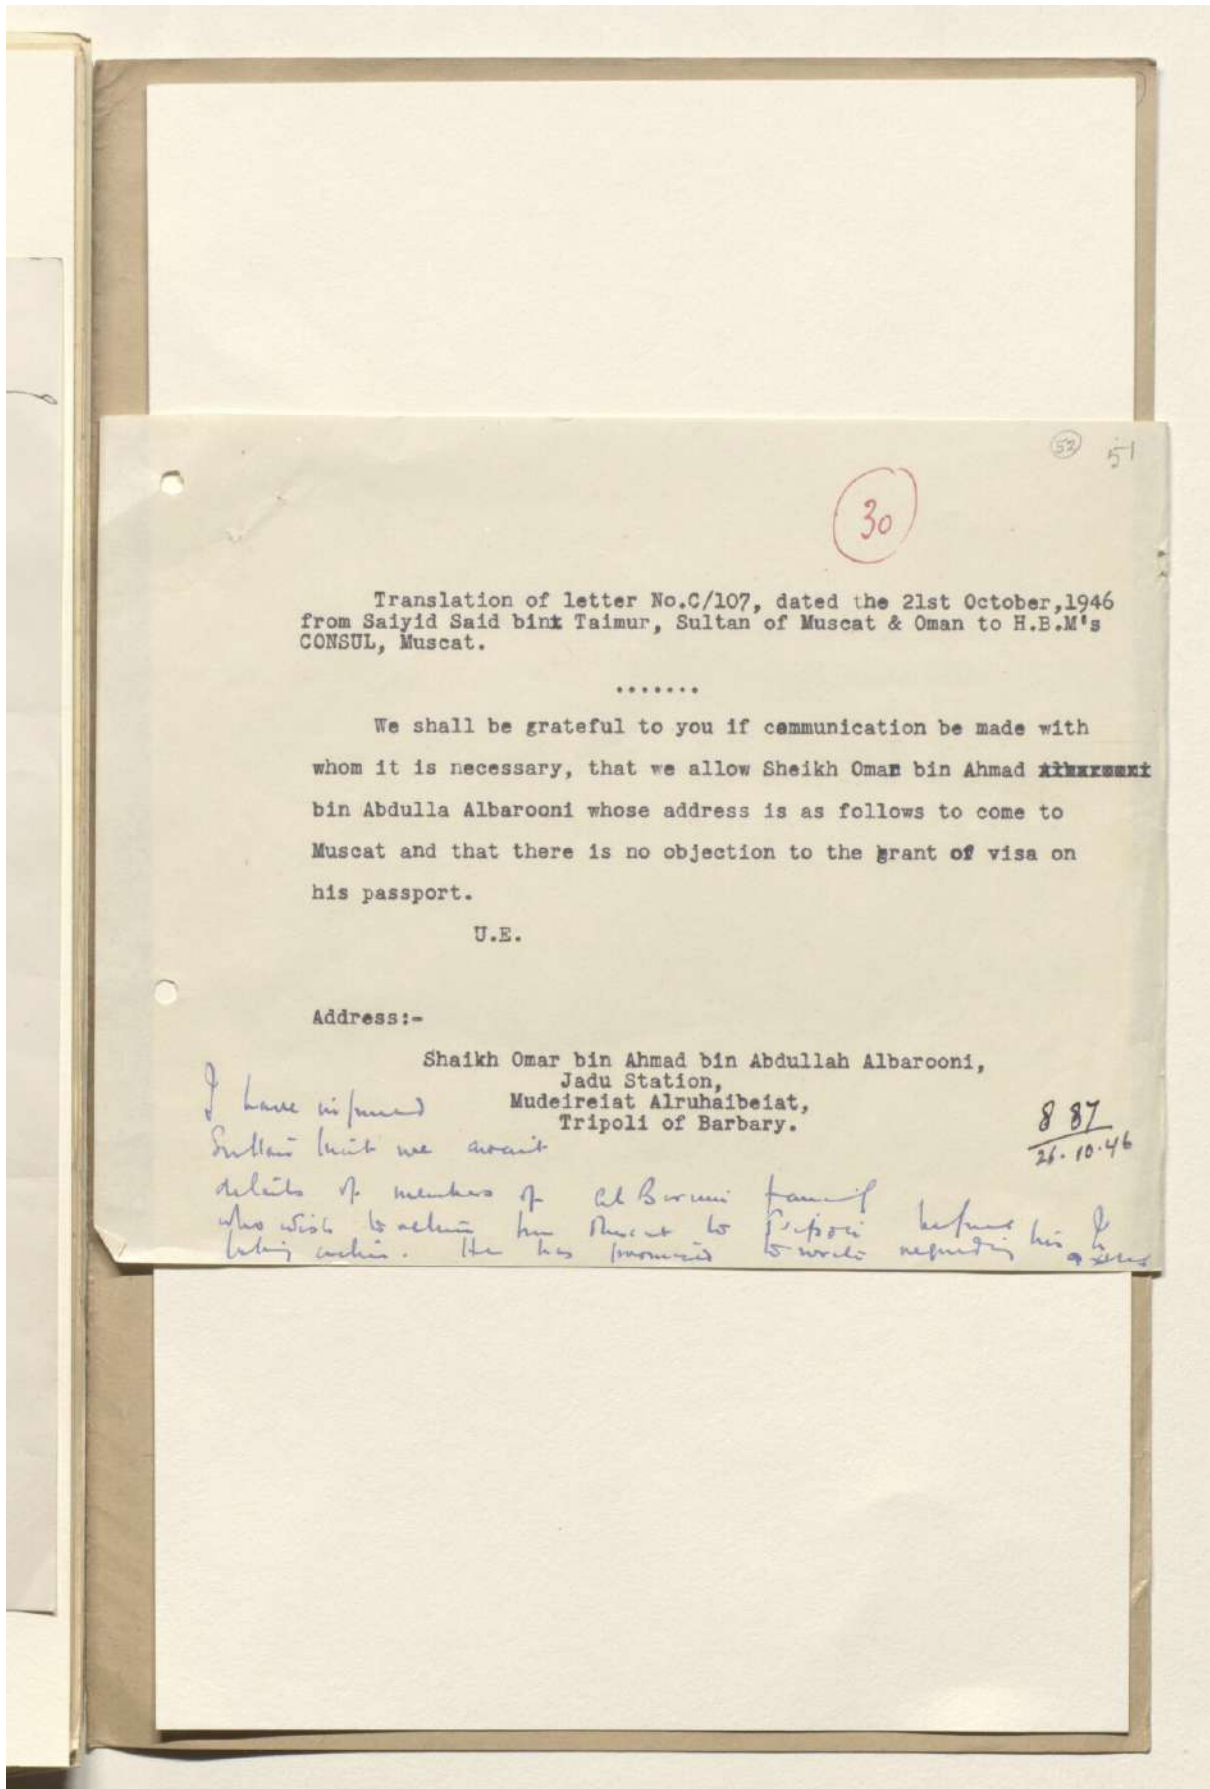 52 51
30
Translation of letter No.C/107, dated the 21st October,1946
from Saiyid Said bin Taimur, Sultan of Muscat & Oman to H.B.M's
CONSUL, Muscat.
.......
We shall be grateful to you if communication be made with
whom it is necessary, that we allow Sheikh Omar bin Ahmad
bin Abdulla Albarooni whose address is as follows to come to
Muscat and that there is no objection to the grant of visa on
his passport.
U.E.
Address:-
Shaikh Omar bin Ahmad bin Abdullah Albarooni,
Jadu Station,
Mudeireiat Alruhaibeiat,
Tripoli of Barbary.
887
26.10.46
I have informed
Sultan that we await
details of members of Al Baruni family
who wish to return from Muscat to Tripoli before
taking action. He has promised to write regarding his